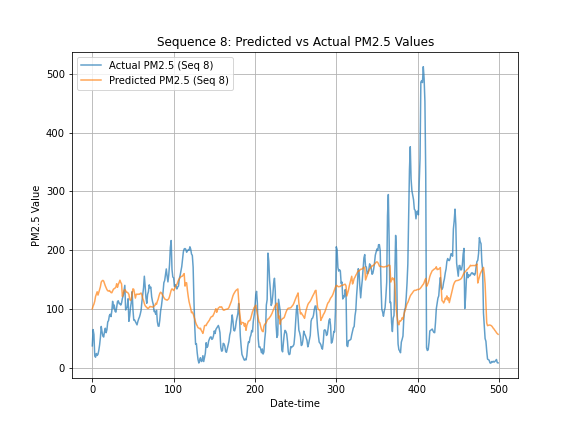 Sequence 8: Predicted vs Actual PM2.5 Values
Actual PM2.5 (Seq 8)
Predicted PM2.5 (Seq 8)
500
400
300
200
100
0
PM2.5 Value
0 100 200 300 400 500
Date-time